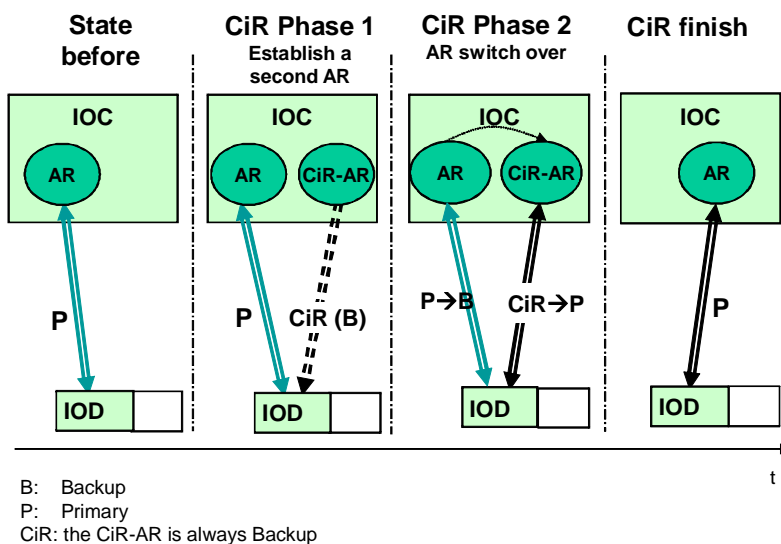 State
before
CiR Phase 1
Establish a
second AR
CiR Phase 2
AR switch over
CiR finish
IOC
AR
P
IOD
IOC
AR
CiR-AR
P
CiR (B)
IOD
IOC
AR
CiR-AR
P→B
CiR→P
IOD
IOC
AR
P
IOD
t
B: Backup
P: Primary
CiR: the CiR-AR is always Backup